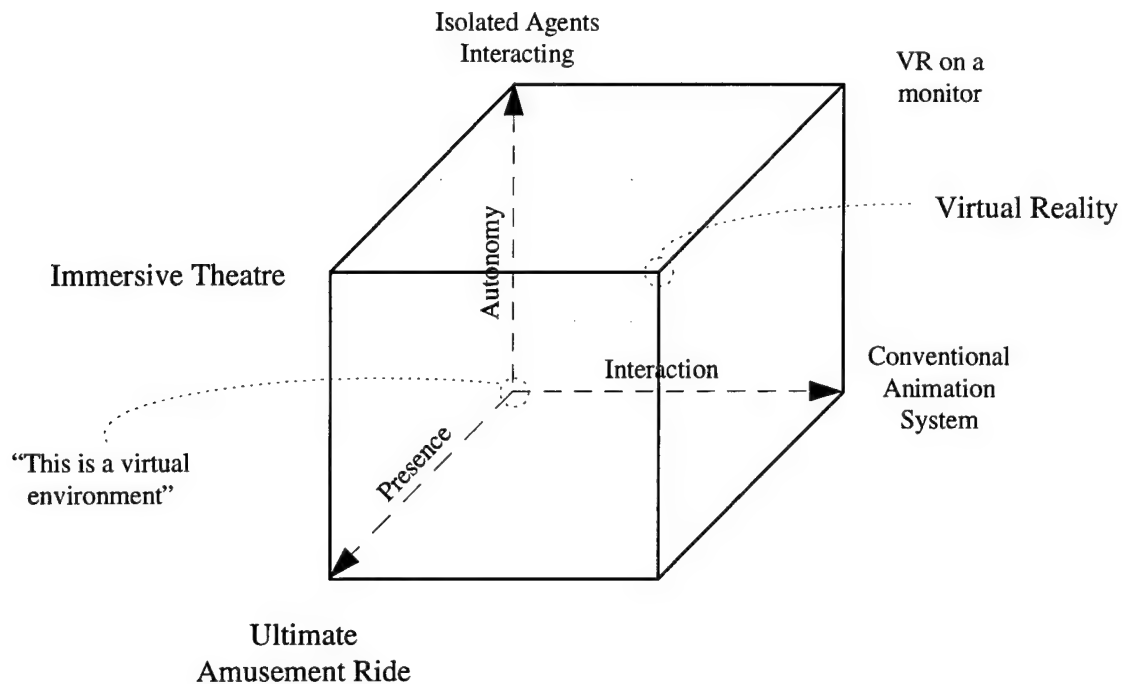 Isolated Agents
Interacting
VR on a
monitor
Virtual Reality
Autonomy
Immersive Theatre
Interaction
Conventional
Animation
System
Presence
“This is a virtual
environment”
Ultimate
Amusement Ride